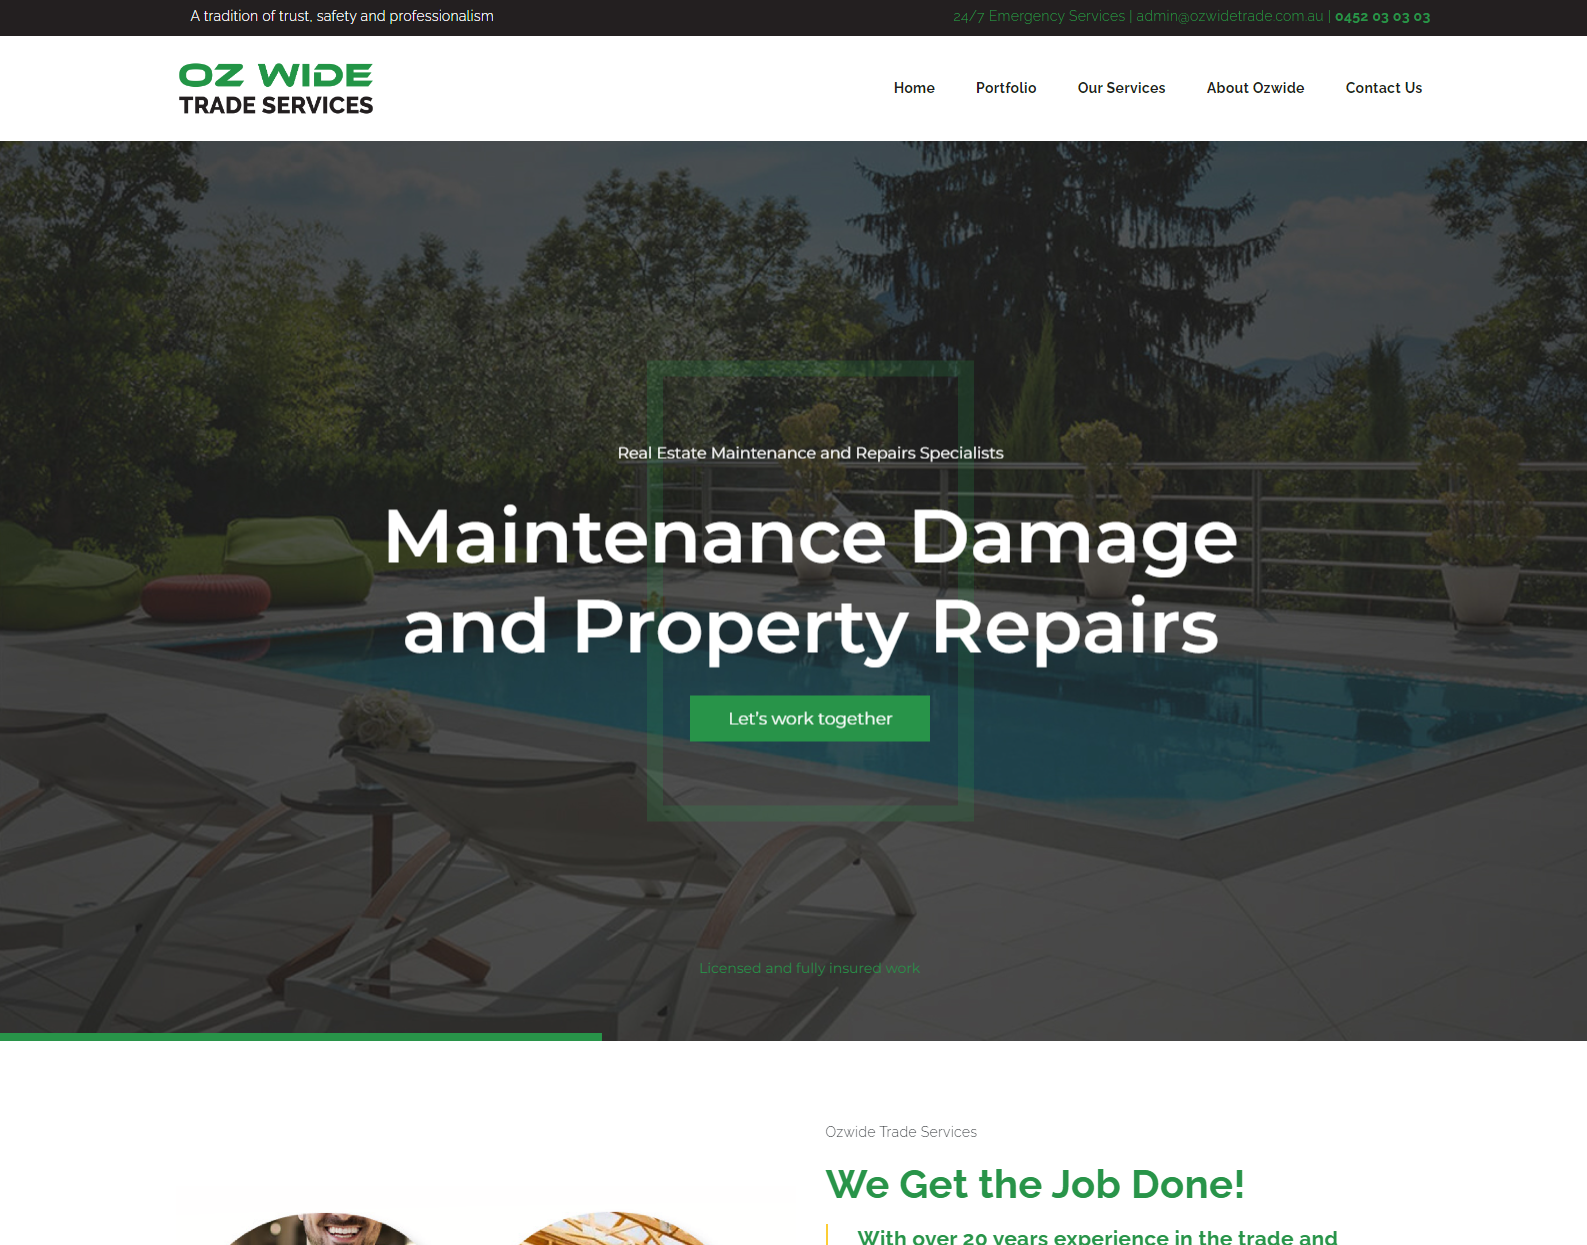 A tradition of trust, safety and professionalism
24/7 Emergency Services | admin@ozwidetrade.com.au | 0452 03 03 03
OZ WIDE
TRADE SERVICES
Home
Portfolio
Our Services
About Ozwide
Contact Us
Real Estate Maintenance and Repairs Specialists
Maintenance Damage
and Property Repairs
Let's work together
Licensed and fully insured work
Ozwide Trade Services
We Get the Job Done!
With over 20 years experience in the trade and